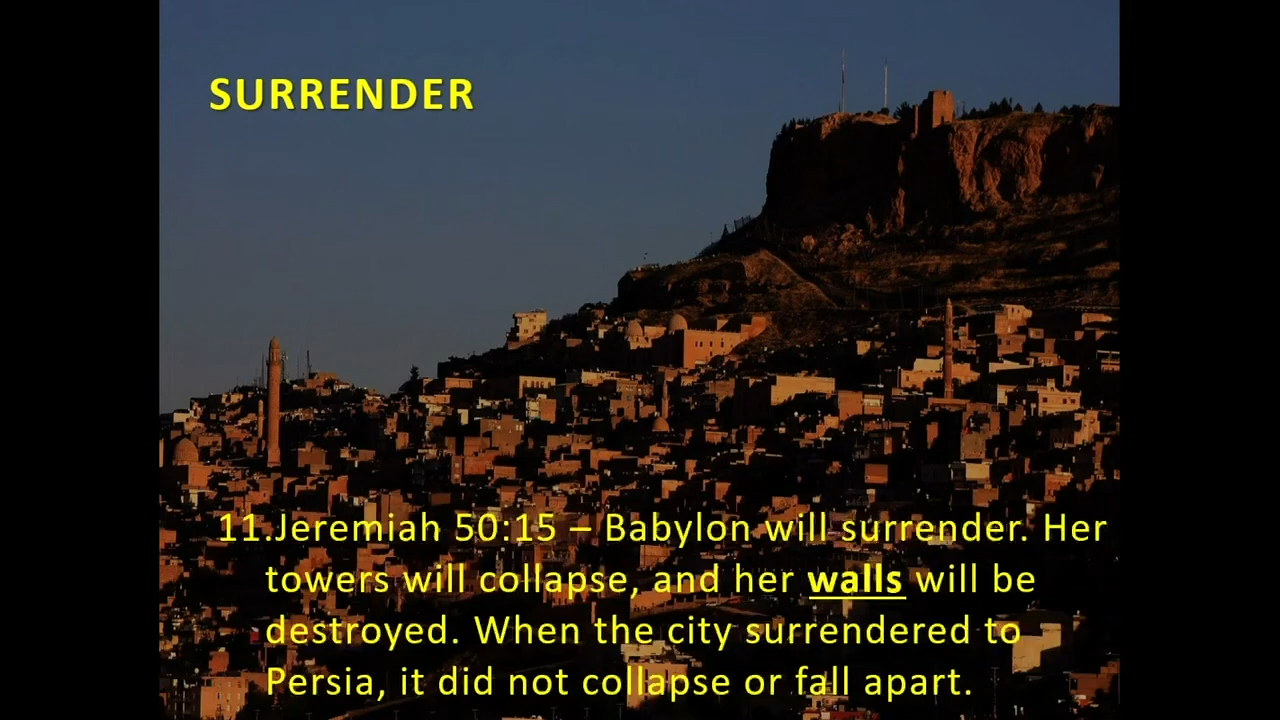 SURRENDER
11.Jeremiah 50:15 – Babylon will surrender. Her
towers will collapse, and her walls will be
destroyed. When the city surrendered to
Persia, it did not collapse or fall apart.